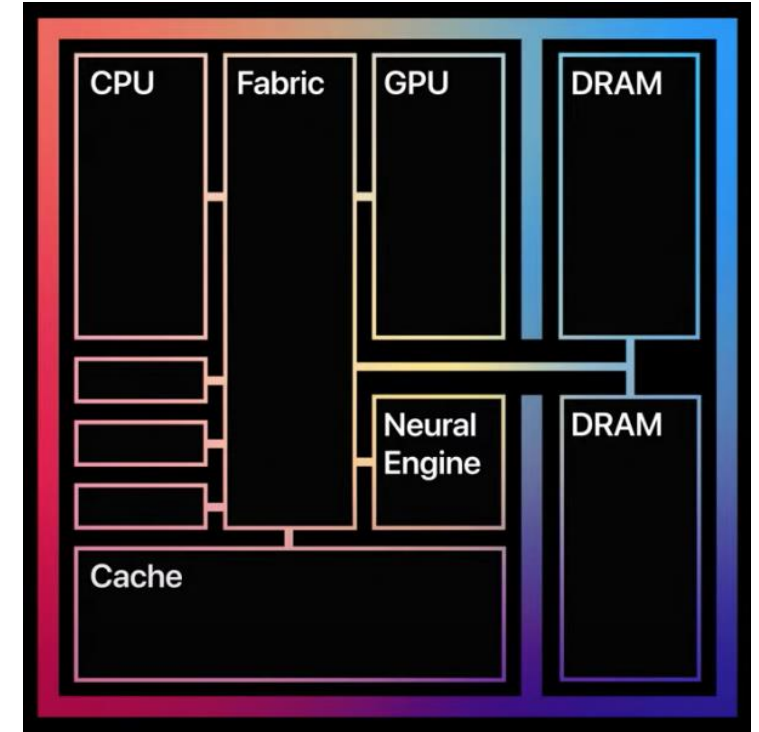 CPU
Fabric
GPU
DRAM
Neural
Engine
DRAM
Cache